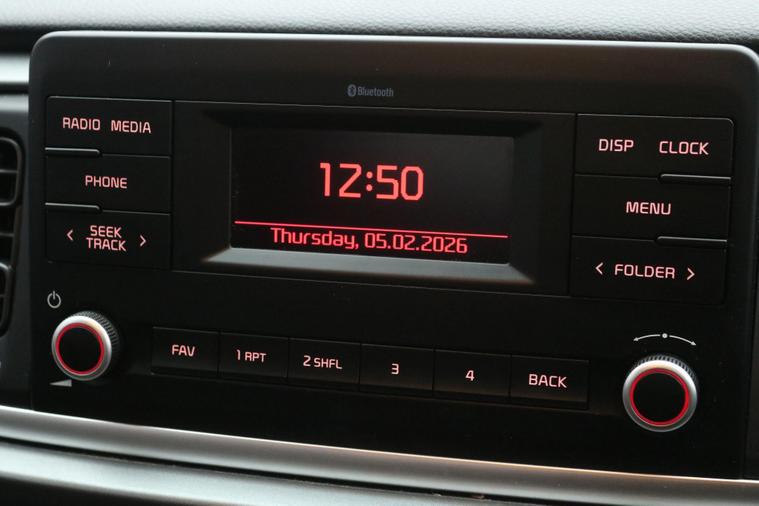 Bluetooth
RADIO MEDIA
DISP CLOCK
12:50
PHONE
MENU
Thursday, 05.02.2026
< SEEK TRACK >
< FOLDER >
FAV
1 RPT
2 SHFL
3
4
BACK